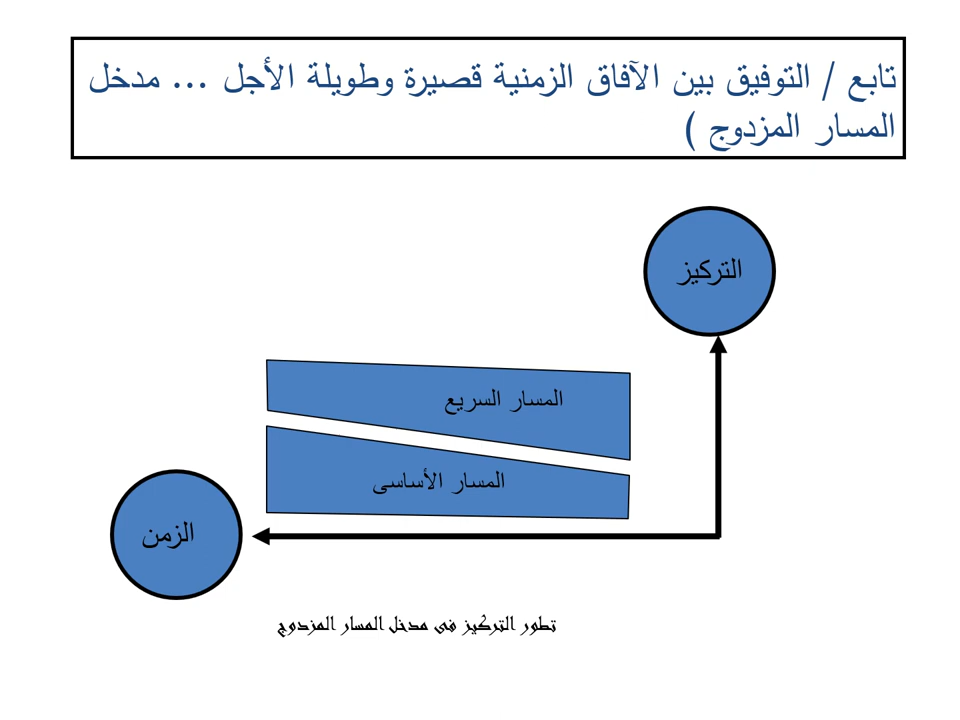 تابع / التوفيق بين الآفاق الزمنية قصيرة وطويلة الأجل ... مدخل
المسار المزدوج )
التركيز
المسار السريع
المسار الأساسى
الزمن
تطور التركيز فى مدخل المسار المزدوج